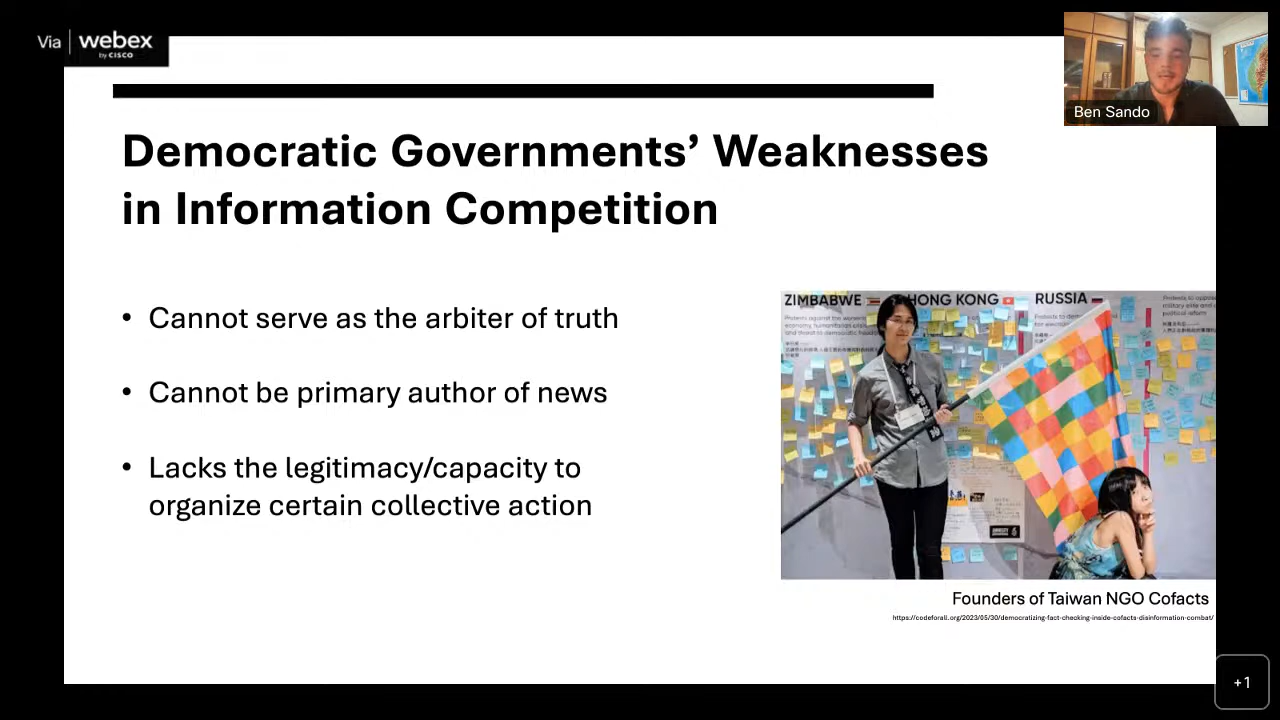 Via webex
by CISCO
Ben Sando
Democratic Governments’ Weaknesses
in Information Competition
• Cannot serve as the arbiter of truth
• Cannot be primary author of news
• Lacks the legitimacy/capacity to
organize certain collective action
ZIMBABWE
HONG KONG
RUSSIA
Founders of Taiwan NGO Cofacts
https://codeforall.org/2023/05/30/democratizing-fact-checking-inside-cofacts-disinformation-combat/
+1